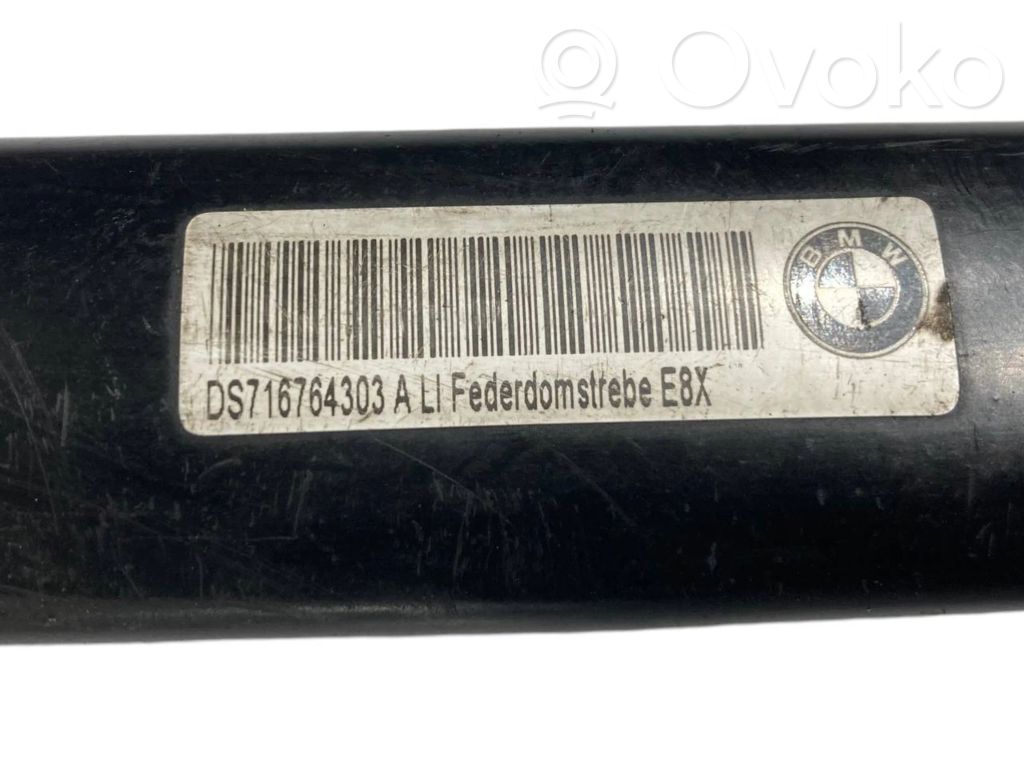 Ovoko
BMW
DS716764303 A LI Federdomstrebe E8X